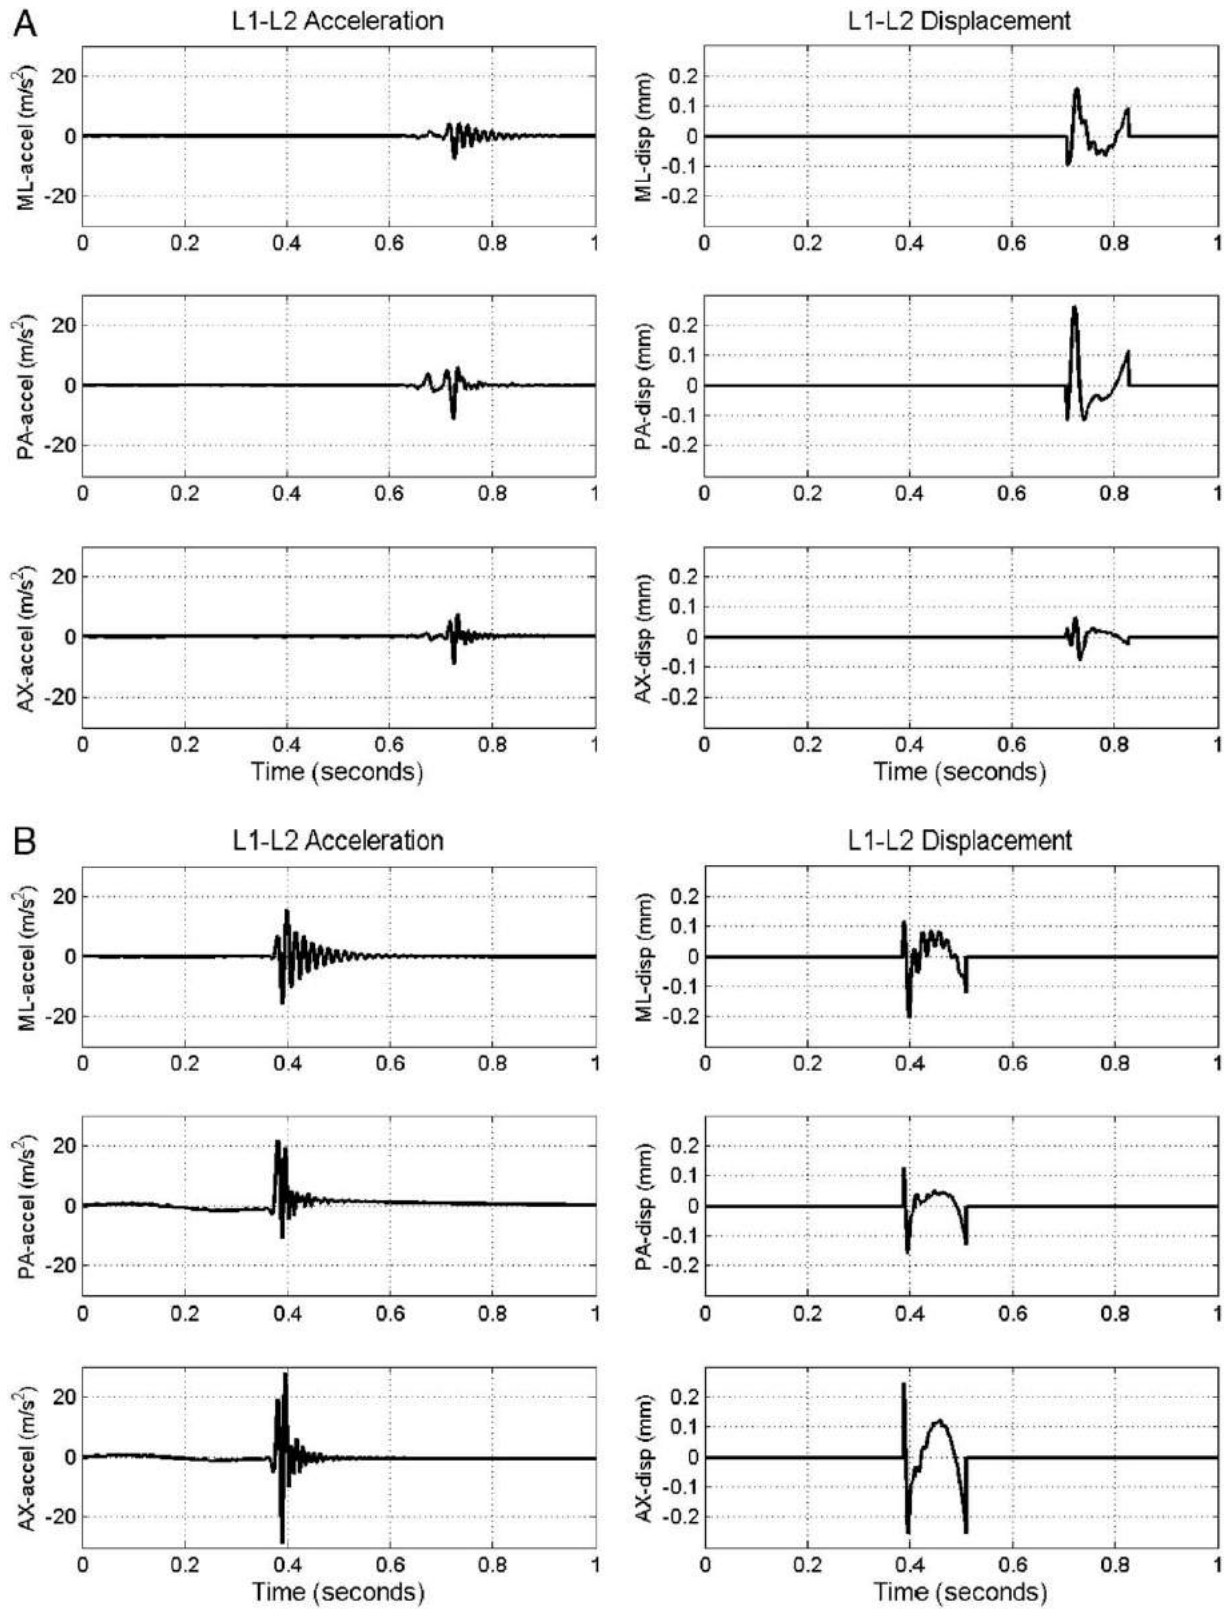 A
L1-L2 Acceleration
L1-L2 Displacement
ML-accel (m/s²)
20
0
-20
0 0.2 0.4 0.6 0.8 1
ML-disp (mm)
0.2
0.1
0
-0.1
-0.2
0 0.2 0.4 0.6 0.8 1
PA-accel (m/s²)
20
0
-20
0 0.2 0.4 0.6 0.8 1
PA-disp (mm)
0.2
0.1
0
-0.1
-0.2
0 0.2 0.4 0.6 0.8 1
AX-accel (m/s²)
20
0
-20
0 0.2 0.4 0.6 0.8 1
Time (seconds)
AX-disp (mm)
0.2
0.1
0
-0.1
-0.2
0 0.2 0.4 0.6 0.8 1
Time (seconds)
B
L1-L2 Acceleration
L1-L2 Displacement
ML-accel (m/s²)
20
0
-20
0 0.2 0.4 0.6 0.8 1
ML-disp (mm)
0.2
0.1
0
-0.1
-0.2
0 0.2 0.4 0.6 0.8 1
PA-accel (m/s²)
20
0
-20
0 0.2 0.4 0.6 0.8 1
PA-disp (mm)
0.2
0.1
0
-0.1
-0.2
0 0.2 0.4 0.6 0.8 1
AX-accel (m/s²)
20
0
-20
0 0.2 0.4 0.6 0.8 1
Time (seconds)
AX-disp (mm)
0.2
0.1
0
-0.1
-0.2
0 0.2 0.4 0.6 0.8 1
Time (seconds)